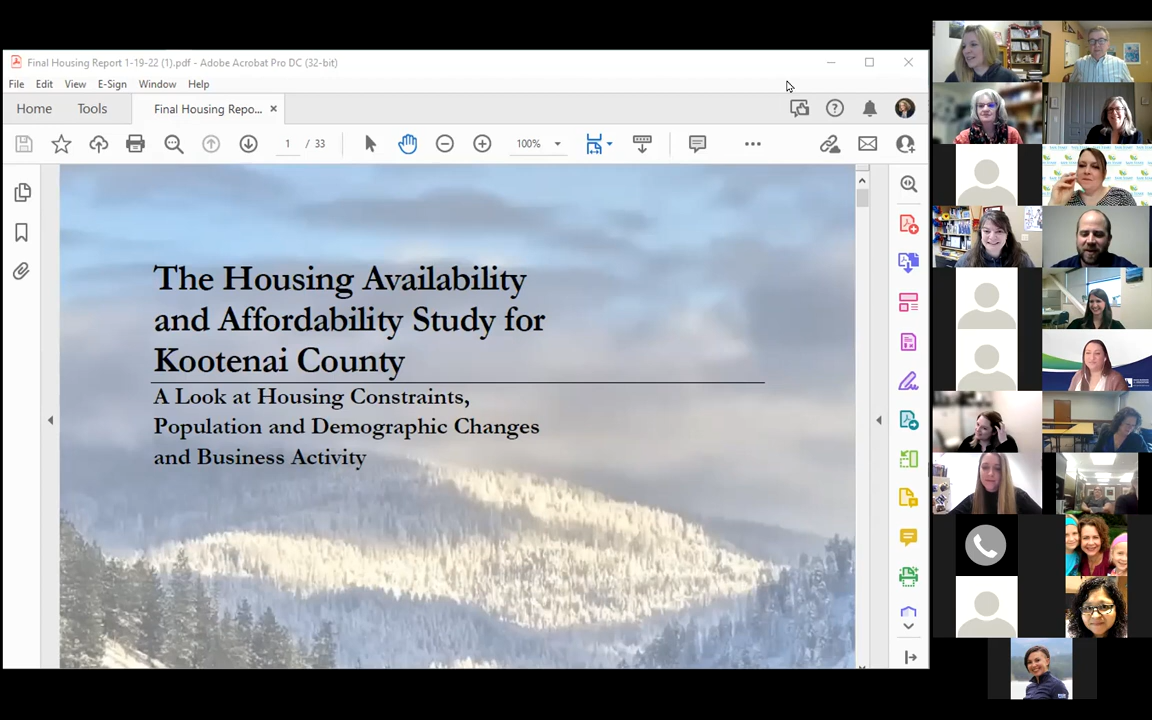 Final Housing Report 1-19-22 (1).pdf - Adobe Acrobat Pro DC (32-bit)
File Edit View E-Sign Window Help
Home Tools Final Housing Repo... ×
1 / 33 100%
The Housing Availability
and Affordability Study for
Kootenai County
A Look at Housing Constraints,
Population and Demographic Changes
and Business Activity